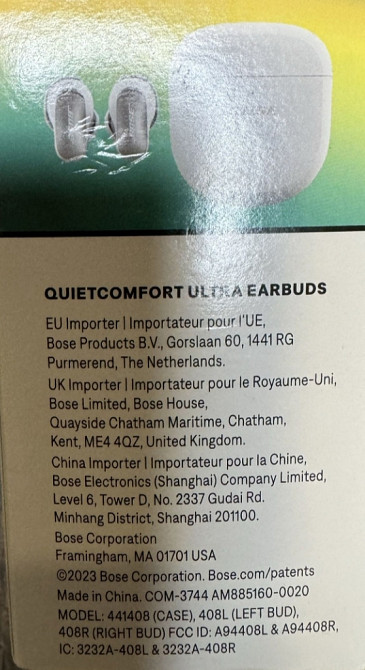 QUIETCOMFORT ULTRA EARBUDS
EU Importer | Importateur pour l'UE,
Bose Products B.V., Gorslaan 60, 1441 RG
Purmerend, The Netherlands.
UK Importer | Importateur pour le Royaume-Uni,
Bose Limited, Bose House,
Quayside Chatham Maritime, Chatham,
Kent, ME4 4QZ, United Kingdom.
China Importer | Importateur pour la Chine,
Bose Electronics (Shanghai) Company Limited,
Level 6, Tower D, No. 2337 Gudai Rd.
Minhang District, Shanghai 201100.
Bose Corporation
Framingham, MA 01701 USA
©2023 Bose Corporation. Bose.com/patents
Made in China. COM-3744 AM885160-0020
MODEL: 441408 (CASE), 408L (LEFT BUD),
408R (RIGHT BUD) FCC ID: A94408L & A94408R,
IC: 3232A-408L & 3232A-408R